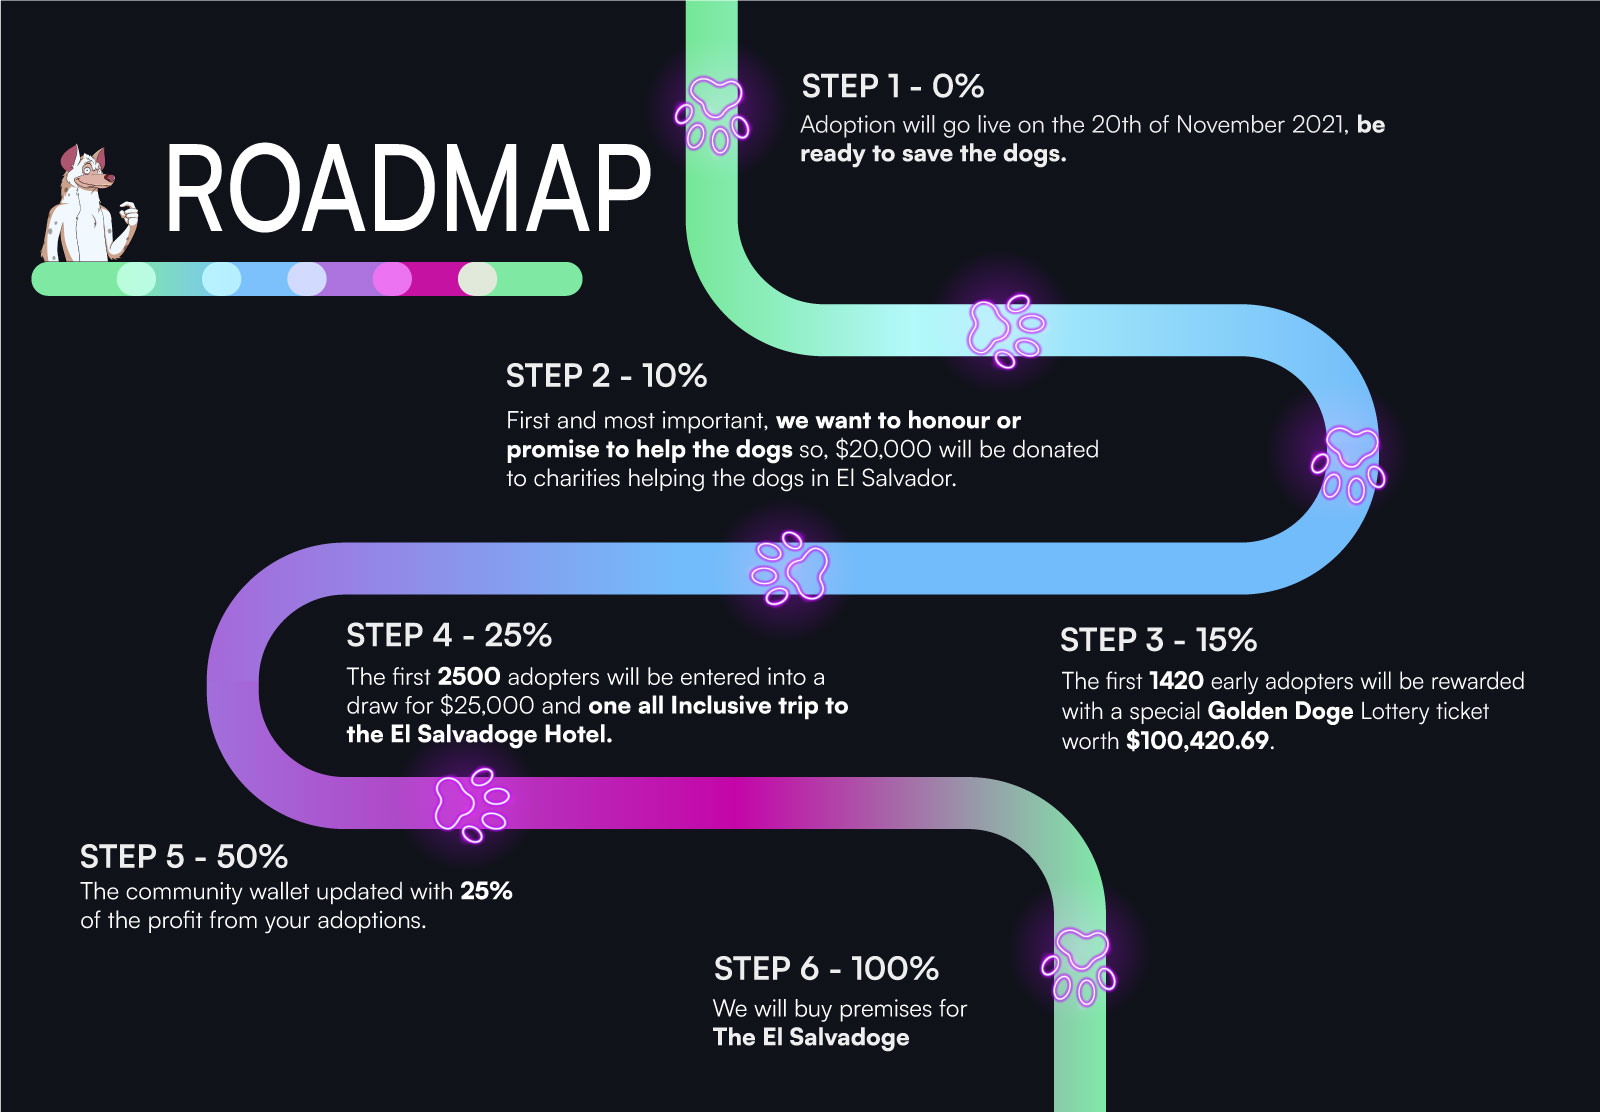 ROADMAP
STEP 1 - 0%
Adoption will go live on the 20th of November 2021, be
ready to save the dogs.
STEP 2 - 10%
First and most important, we want to honour or
promise to help the dogs so, $20,000 will be donated
to charities helping the dogs in El Salvador.
STEP 3 - 15%
The first 1420 early adopters will be rewarded
with a special Golden Doge Lottery ticket
worth $100,420.69.
STEP 4 - 25%
The first 2500 adopters will be entered into a
draw for $25,000 and one all Inclusive trip to
the El Salvadoge Hotel.
STEP 5 - 50%
The community wallet updated with 25%
of the profit from your adoptions.
STEP 6 - 100%
We will buy premises for
The El Salvadoge